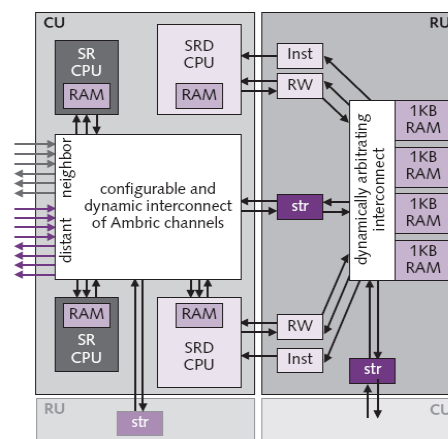 CU
RU
SR
CPU
RAM
SRD
CPU
RAM
Inst
RW
1KB
RAM
1KB
RAM
1KB
RAM
1KB
RAM
dynamically arbitrating
interconnect
neighbor
distant
configurable and
dynamic interconnect
of Ambric channels
str
RAM
SR
CPU
RAM
SRD
CPU
RW
Inst
str
RU
str
CU